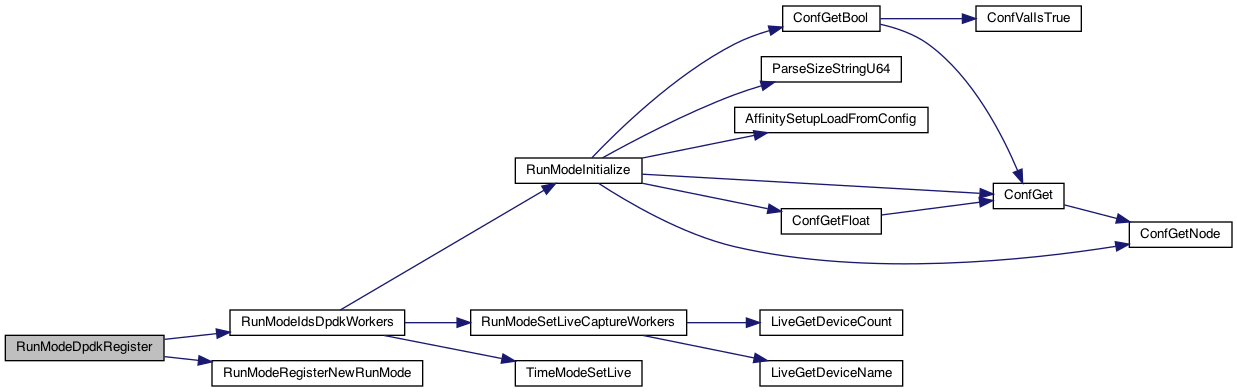 ConfGetBool
ConfValIsTrue
ParseSizeStringU64
AffinitySetupLoadFromConfig
RunModeInitialize
ConfGet
ConfGetFloat
ConfGetNode
RunModeIdsDpdkWorkers
RunModeSetLiveCaptureWorkers
LiveGetDeviceCount
RunModeDpdkRegister
RunModeRegisterNewRunMode
TimeModeSetLive
LiveGetDeviceName